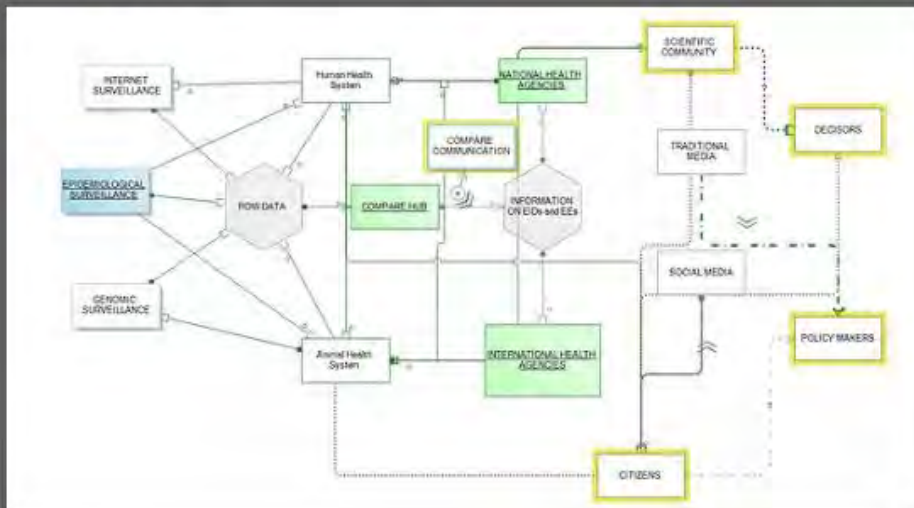 SCIENTIFIC
COMMUNITY
INTERNET
SURVEILLANCE
Human Health
System
NATIONAL HEALTH
AGENCIES
COMPARE
COMMUNICATION
DECISORS
TRADITIONAL
MEDIA
EPIDEMIOLOGICAL
SURVEILLANCE
ROW DATA
COMPARE HUB
INFORMATION
ON EIDs and EEs
SOCIAL MEDIA
GENOMIC
SURVEILLANCE
POLICY MAKERS
Animal Health
System
INTERNATIONAL HEALTH
AGENCIES
CITIZENS